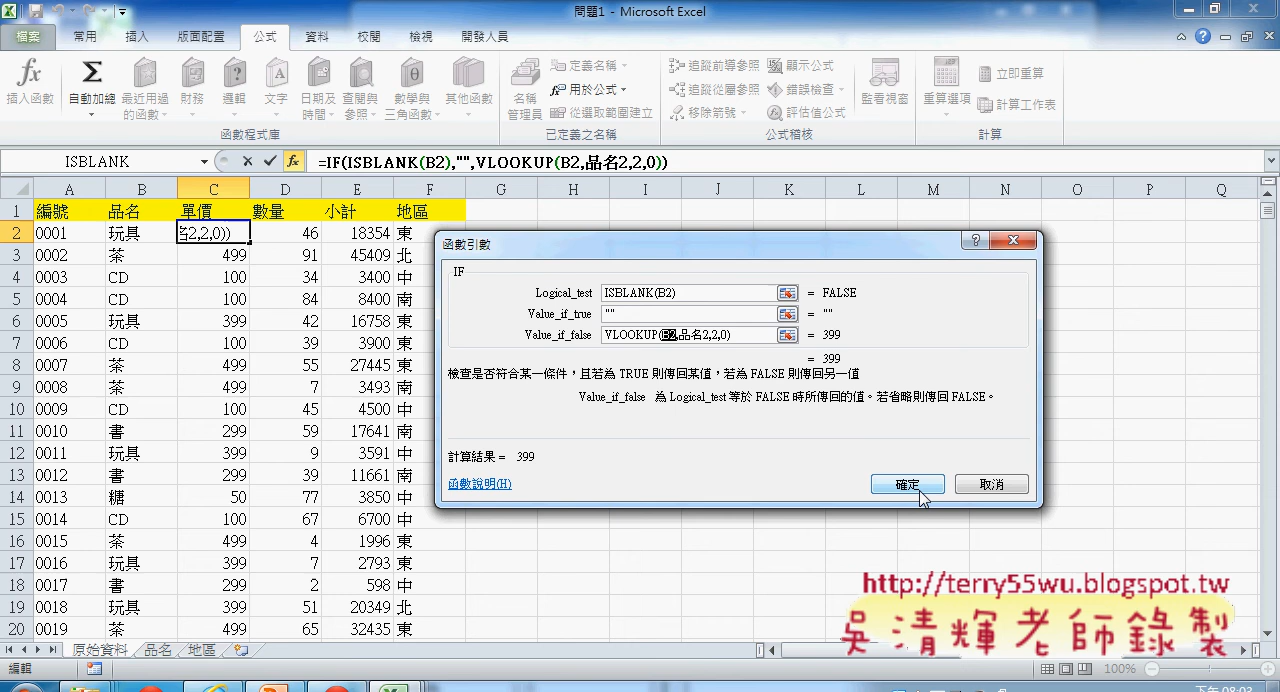 問題1 - Microsoft Excel
檔案 常用 插入 版面配置 公式 資料 校閱 檢視 開發人員
fx Σ ? A θ
插入函數 自動加總 最近用過的函數 財務 邏輯 文字 日期及時間 查閱與參照 數學與三角函數 其他函數
函數程式庫
名稱管理員 定義名稱 用於公式 從選取範圍建立
已定義之名稱
追蹤前導參照 追蹤從屬參照 移除箭號 顯示公式 錯誤檢查 評估值公式 監看視窗
公式稽核
重算選項 立即重算 計算工作表
計算
ISBLANK fx =IF(ISBLANK(B2),"",VLOOKUP(B2,品名2,2,0))
A B C D E F G H I J K L M N O P Q
1 編號 品名 單價 數量 小計 地區
2 0001 玩具 名2,2,0)) 46 18354 東
3 0002 茶 499 91 45409 北
4 0003 CD 100 34 3400 中
5 0004 CD 100 84 8400 南
6 0005 玩具 399 42 16758 東
7 0006 CD 100 39 3900 東
8 0007 茶 499 55 27445 東
9 0008 茶 499 7 3493 南
10 0009 CD 100 45 4500 中
11 0010 書 299 59 17641 南
12 0011 玩具 399 9 3591 中
13 0012 書 299 39 11661 南
14 0013 糖 50 77 3850 中
15 0014 CD 100 67 6700 中
16 0015 茶 499 4 1996 東
17 0016 玩具 399 7 2793 東
18 0017 書 299 2 598 中
19 0018 玩具 399 51 20349 北
20 0019 茶 499 65 32435 東
函數引數
IF
Logical_test ISBLANK(B2) = FALSE
Value_if_true "" = ""
Value_if_false VLOOKUP(B2,品名2,2,0) = 399
= 399
檢查是否符合某一條件，且若為 TRUE 則傳回某值，若為 FALSE 則傳回另一值
Value_if_false 為 Logical_test 等於 FALSE 時所傳回的值。若省略則傳回 FALSE。
計算結果 = 399
函數說明(H) 確定 取消
http://terry55wu.blogspot.tw
吳清輝老師錄製
原始資料 品名 地區
編輯 100%
下午 08:03